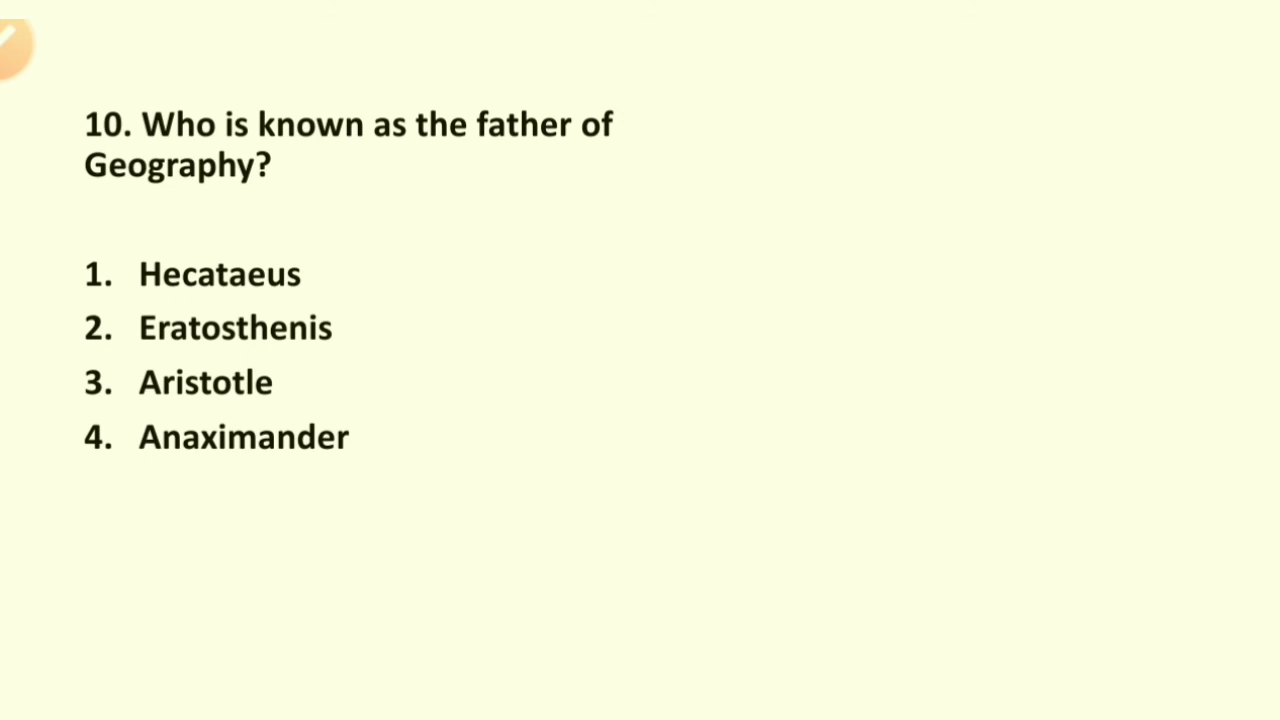 10. Who is known as the father of
Geography?
1. Hecataeus
2. Eratosthenis
3. Aristotle
4. Anaximander